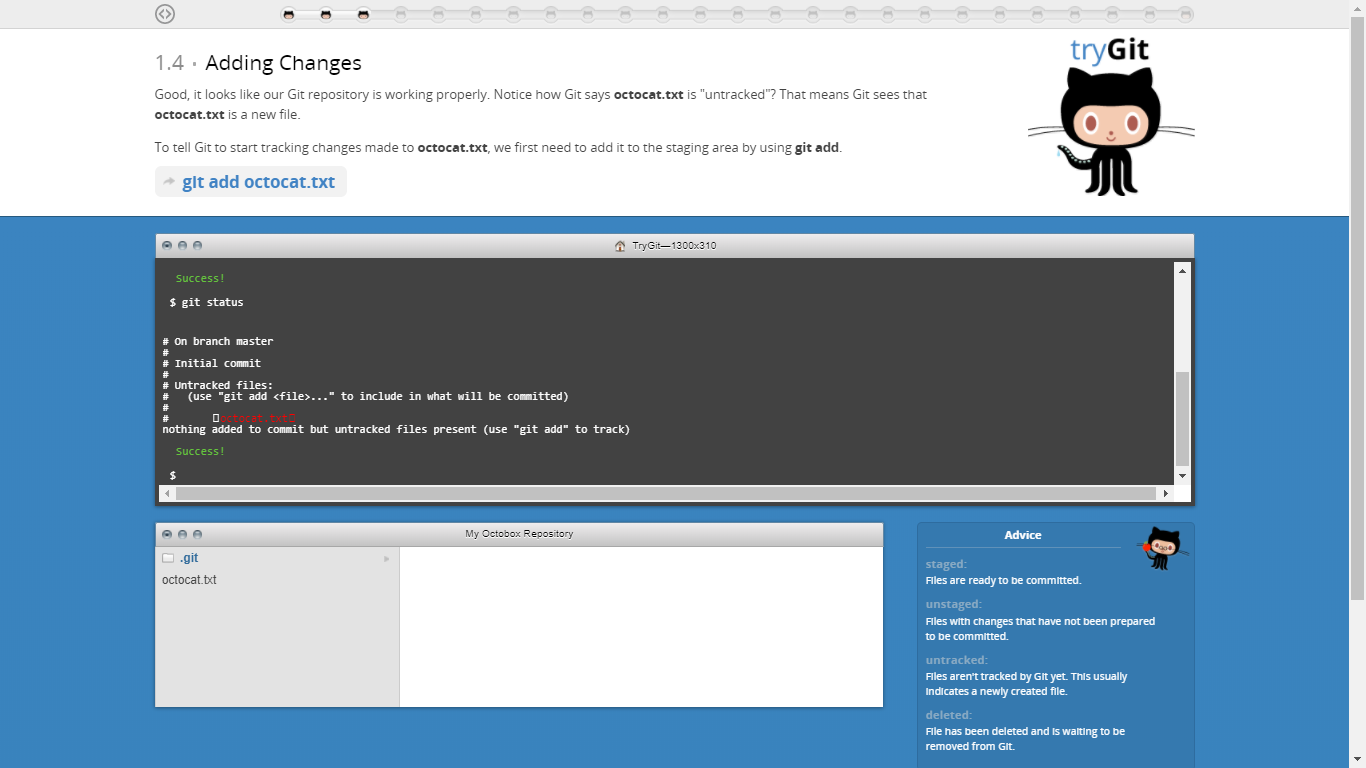 tryGit
1.4 · Adding Changes
Good, it looks like our Git repository is working properly. Notice how Git says octocat.txt is "untracked"? That means Git sees that
octocat.txt is a new file.
To tell Git to start tracking changes made to octocat.txt, we first need to add it to the staging area by using git add.
git add octocat.txt
TryGit—1300x310
Success!
$ git status
# On branch master
#
# Initial commit
#
# Untracked files:
#   (use "git add <file>..." to include in what will be committed)
#
#       octocat.txt
nothing added to commit but untracked files present (use "git add" to track)
Success!
$
My Octobox Repository
.git
octocat.txt
Advice
staged:
Files are ready to be committed.
unstaged:
Files with changes that have not been prepared
to be committed.
untracked:
Files aren't tracked by Git yet. This usually
indicates a newly created file.
deleted:
File has been deleted and is waiting to be
removed from Git.